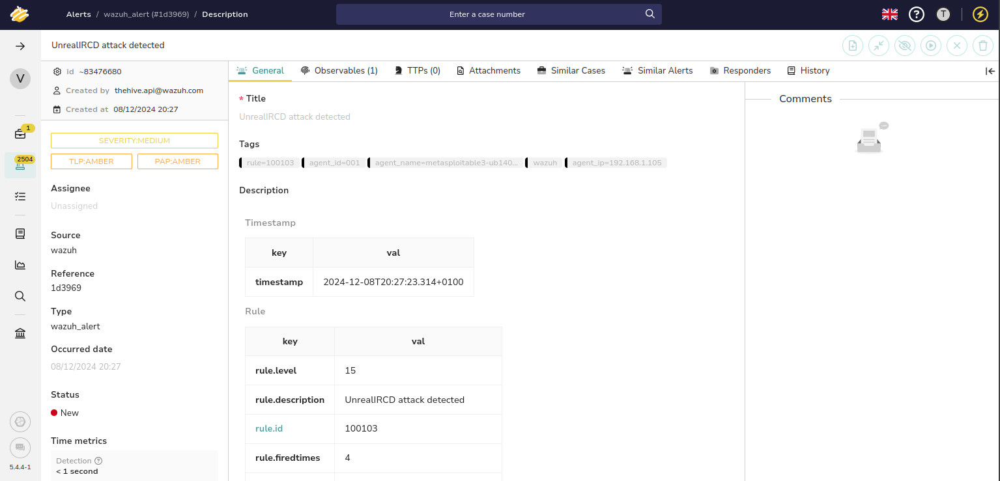 Alerts / wazuh_alert (#1d3969) / Description
Enter a case number
T
UnrealIRCD attack detected
V
1
2504
5.4.4-1
id ~83476680
Created by thehive.api@wazuh.com
Created at 08/12/2024 20:27
SEVERITY:MEDIUM
TLP:AMBER PAP:AMBER
Assignee
Unassigned
Source
wazuh
Reference
1d3969
Type
wazuh_alert
Occurred date
08/12/2024 20:27
Status
New
Time metrics
Detection
< 1 second
General Observables (1) TTPs (0) Attachments Similar Cases Similar Alerts Responders History
* Title
UnrealIRCD attack detected
Tags
rule=100103 agent_id=001 agent_name=metasploitable3-ub140... wazuh agent_ip=192.168.1.105
Description
Timestamp
key val
timestamp 2024-12-08T20:27:23.314+0100
Rule
key val
rule.level 15
rule.description UnrealIRCD attack detected
rule.id 100103
rule.firedtimes 4
Comments